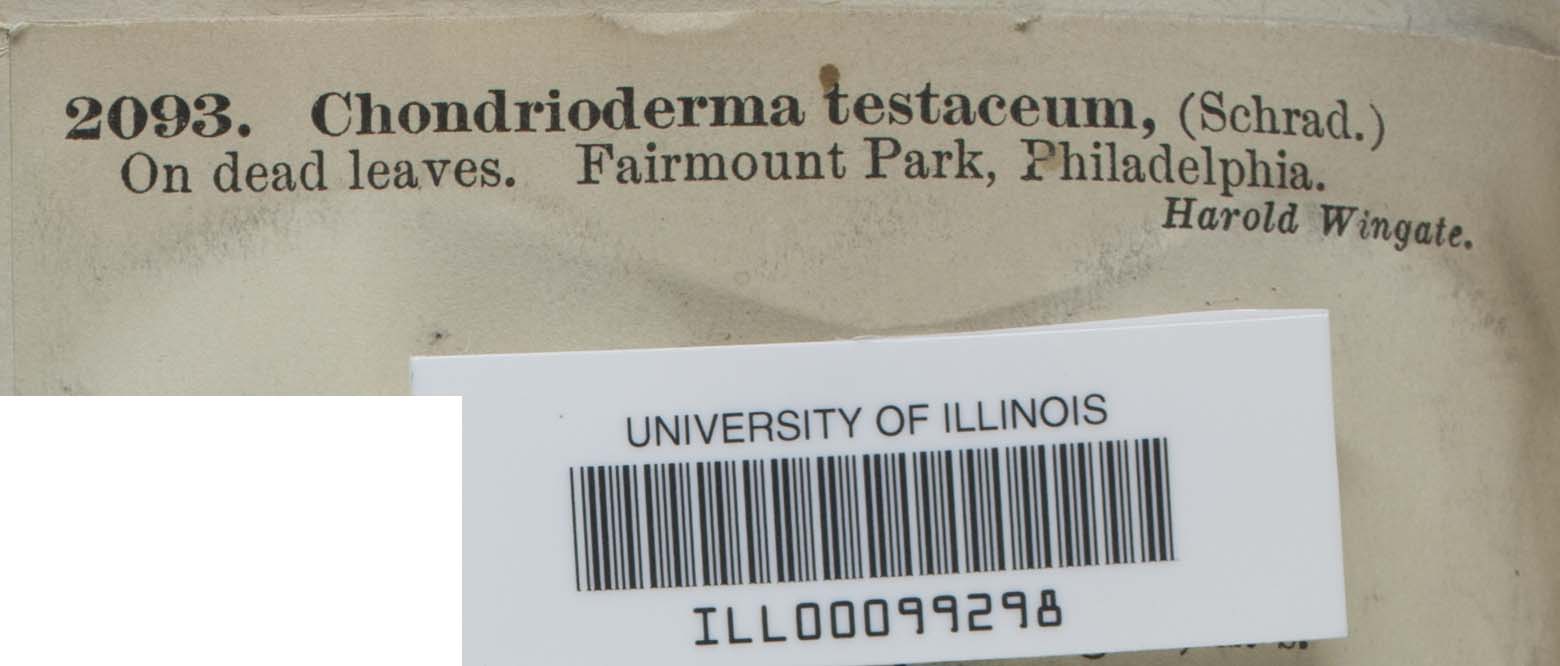 2093. Chondrioderma testaceum, (Schrad.)
On dead leaves. Fairmount Park, Philadelphia.
Harold Wingate.
UNIVERSITY OF ILLINOIS
ILL00099298